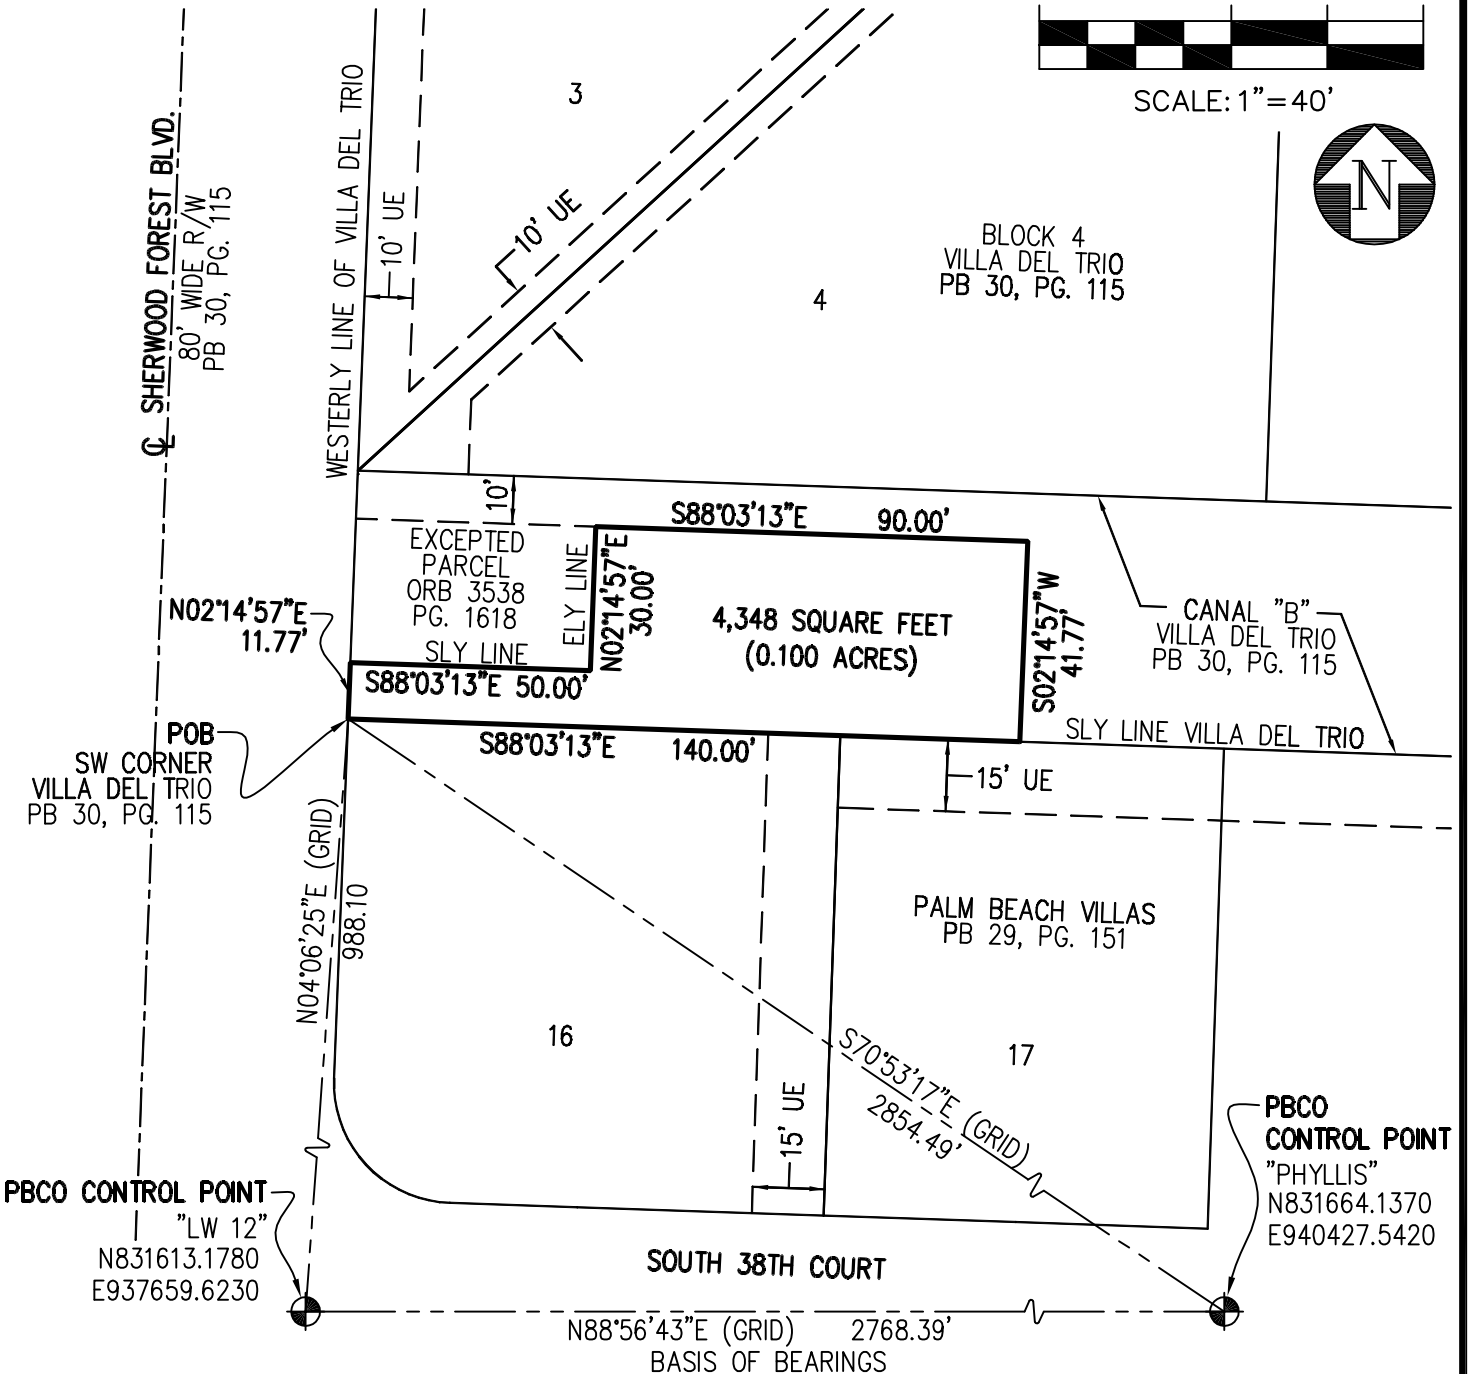 SCALE: 1"=40'
N
3
WESTERLY LINE OF VILLA DEL TRIO
℄ SHERWOOD FOREST BLVD.
80' WIDE R/W
PB 30, PG. 115
10' UE
10' UE
BLOCK 4
VILLA DEL TRIO
PB 30, PG. 115
4
10'
S88°03'13"E 90.00'
EXCEPTED
PARCEL
ORB 3538
PG. 1618
SLY LINE
ELY LINE
N02°14'57"E
30.00'
4,348 SQUARE FEET
(0.100 ACRES)
S02°14'57"W
41.77'
CANAL "B"
VILLA DEL TRIO
PB 30, PG. 115
N02°14'57"E
11.77'
S88°03'13"E 50.00'
POB
SW CORNER
VILLA DEL TRIO
PB 30, PG. 115
S88°03'13"E 140.00'
SLY LINE VILLA DEL TRIO
15' UE
N04°06'25"E (GRID)
988.10
PALM BEACH VILLAS
PB 29, PG. 151
16
17
S70°53'17"E (GRID)
2854.49'
15' UE
PBCO
CONTROL POINT
"PHYLLIS"
N831664.1370
E940427.5420
PBCO CONTROL POINT
"LW 12"
N831613.1780
E937659.6230
SOUTH 38TH COURT
N88°56'43"E (GRID) 2768.39'
BASIS OF BEARINGS